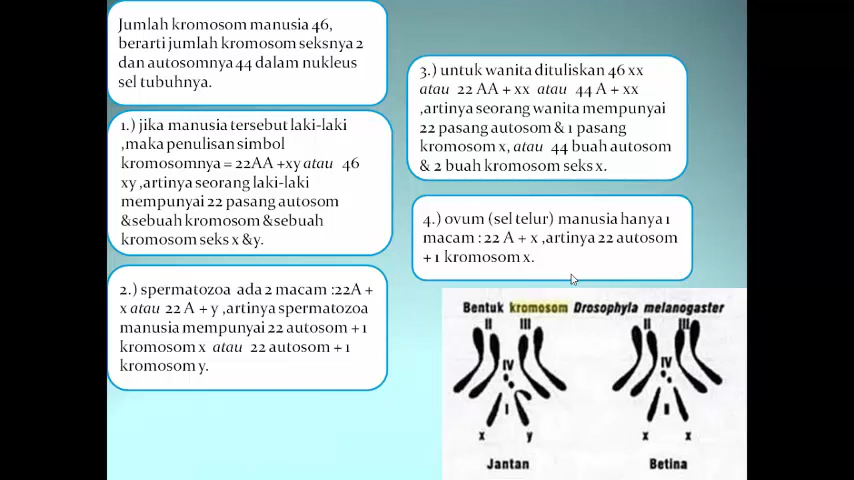 Jumlah kromosom manusia 46,
berarti jumlah kromosom seksnya 2
dan autosomnya 44 dalam nukleus
sel tubuhnya.
1.) jika manusia tersebut laki-laki
,maka penulisan simbol
kromosomnya = 22AA +xy atau 46
xy ,artinya seorang laki-laki
mempunyai 22 pasang autosom
&sebuah kromosom &sebuah
kromosom seks x &y.
2.) spermatozoa ada 2 macam :22A +
x atau 22 A + y ,artinya spermatozoa
manusia mempunyai 22 autosom + 1
kromosom x atau 22 autosom + 1
kromosom y.
3.) untuk wanita dituliskan 46 xx
atau 22 AA + xx atau 44 A + xx
,artinya seorang wanita mempunyai
22 pasang autosom & 1 pasang
kromosom x, atau 44 buah autosom
& 2 buah kromosom seks x.
4.) ovum (sel telur) manusia hanya 1
macam : 22 A + x ,artinya 22 autosom
+ 1 kromosom x.
Bentuk kromosom Drosophyla melanogaster
II III II III
IV IV
I II
x y x x
Jantan Betina